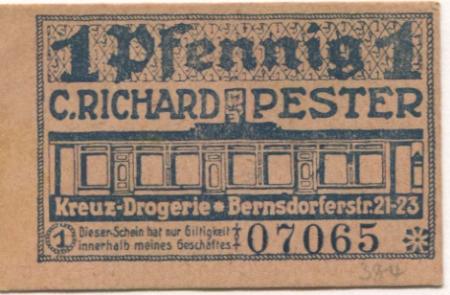 1 Pfennig 1
C. RICHARD PESTER
Kreuz-Drogerie * Bernsdorferstr. 21-23
1 Dieser Schein hat nur Giltigkeit
innerhalb meines Geschäftes
07065
384